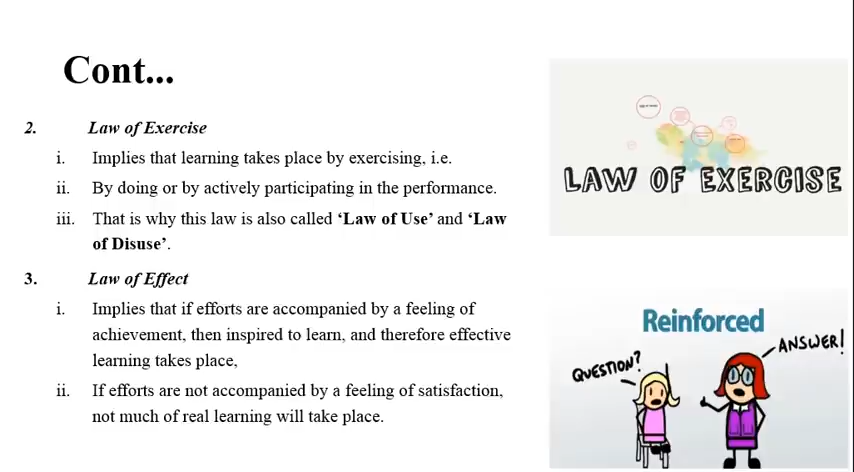 Cont...
2. Law of Exercise
i. Implies that learning takes place by exercising, i.e.
ii. By doing or by actively participating in the performance.
iii. That is why this law is also called ‘Law of Use’ and ‘Law
of Disuse’.
3. Law of Effect
i. Implies that if efforts are accompanied by a feeling of
achievement, then inspired to learn, and therefore effective
learning takes place,
ii. If efforts are not accompanied by a feeling of satisfaction,
not much of real learning will take place.
LAW OF EXERCISE
Reinforced
QUESTION?
ANSWER!